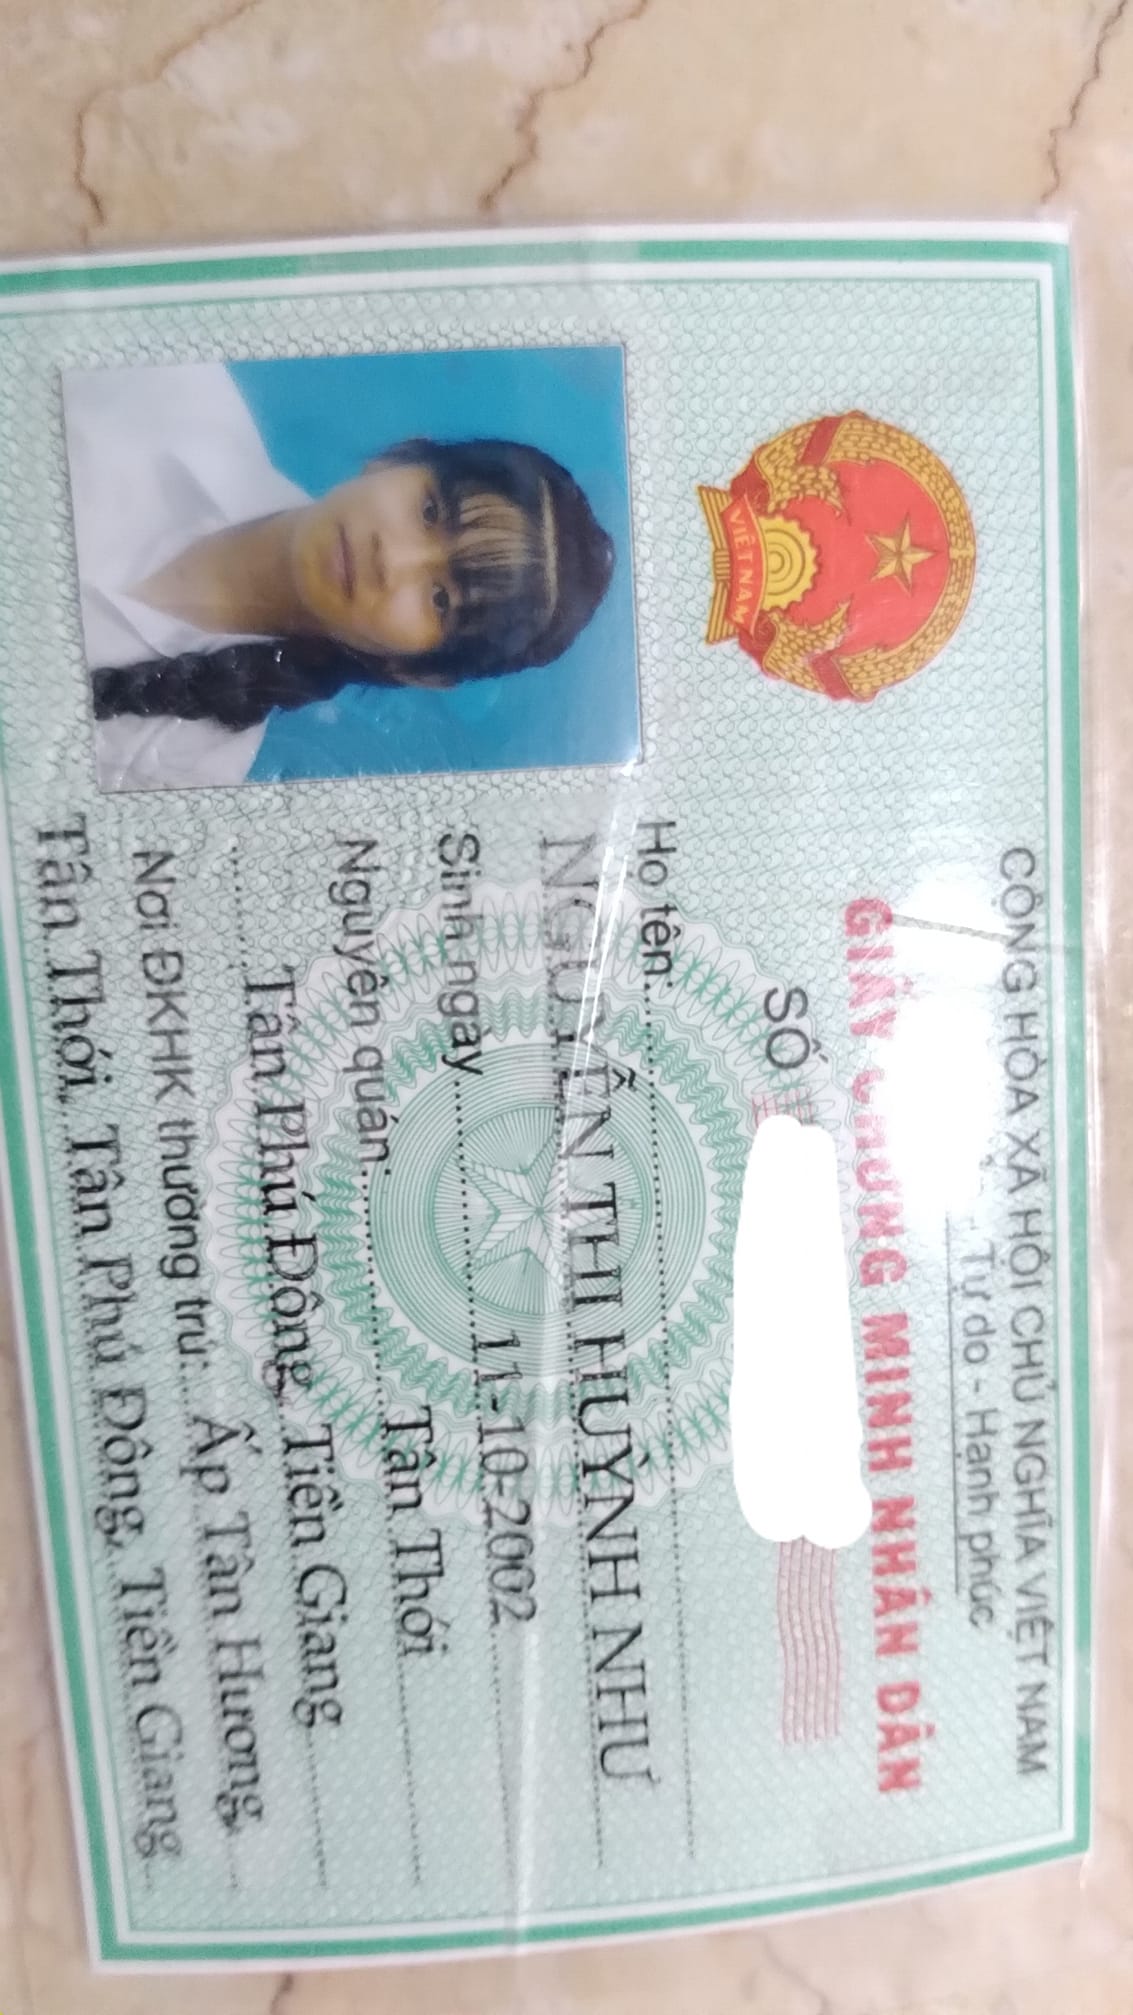 CỘNG HÒA XÃ HỘI CHỦ NGHĨA VIỆT NAM
Tự do - Hạnh phúc
GIẤY CHỨNG MINH NHÂN DÂN
SỐ
VIỆT NAM
Họ tên:
NGUYỄN THỊ HUỲNH NHƯ
Sinh ngày 11-10-2002
Nguyên quán: Tân Thới
Tân Phú Đông, Tiền Giang
Nơi ĐKHK thường trú: Ấp Tân Hương
Tân Thới, Tân Phú Đông, Tiền Giang